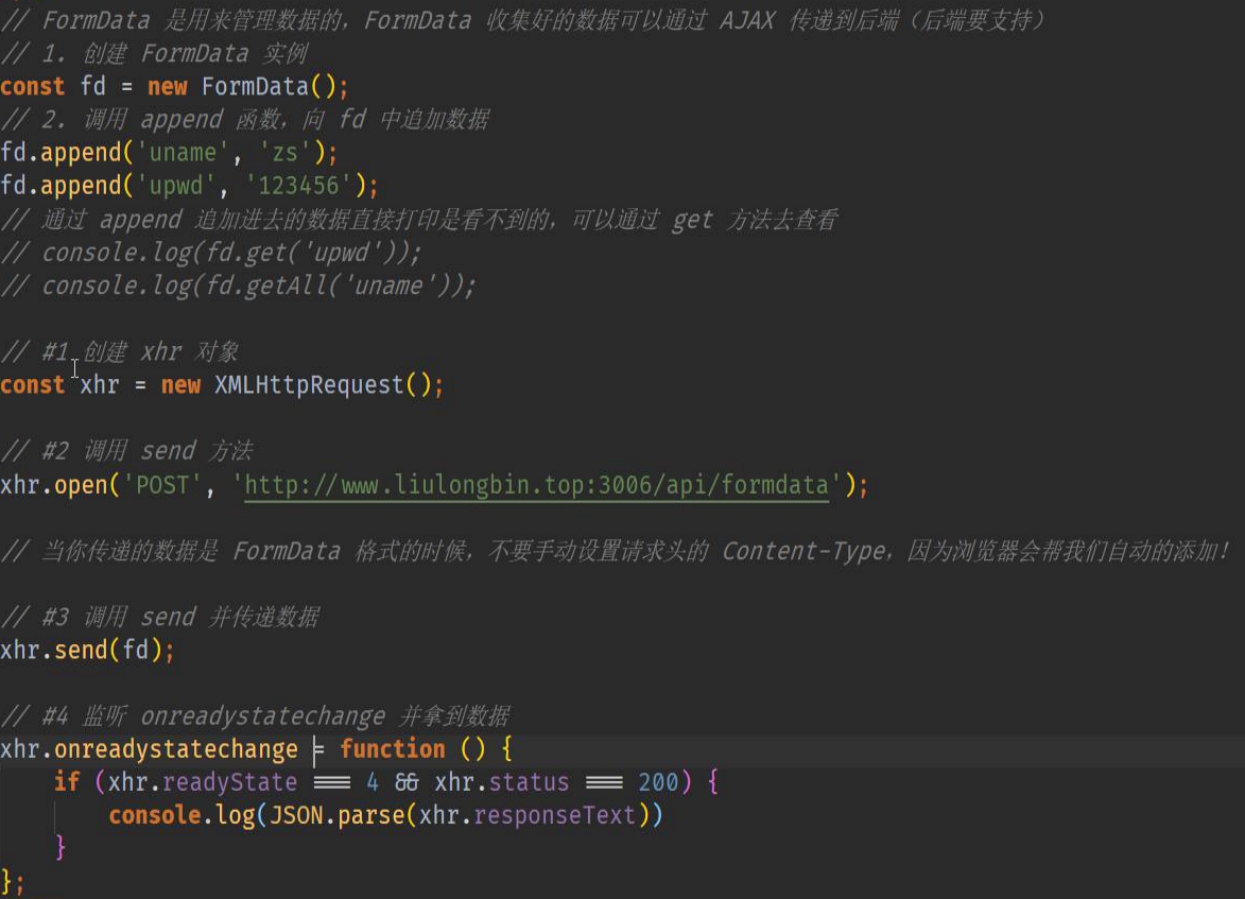 // FormData 是用来管理数据的，FormData 收集好的数据可以通过 AJAX 传递到后端（后端要支持）
// 1. 创建 FormData 实例
const fd = new FormData();
// 2. 调用 append 函数，向 fd 中追加数据
fd.append('uname', 'zs');
fd.append('upwd', '123456');
// 通过 append 追加进去的数据直接打印是看不到的，可以通过 get 方法去查看
// console.log(fd.get('upwd'));
// console.log(fd.getAll('uname'));
// #1 创建 xhr 对象
const xhr = new XMLHttpRequest();
// #2 调用 send 方法
xhr.open('POST', 'http://www.liulongbin.top:3006/api/formdata');
// 当你传递的数据是 FormData 格式的时候，不要手动设置请求头的 Content-Type，因为浏览器会帮我们自动的添加！
// #3 调用 send 并传递数据
xhr.send(fd);
// #4 监听 onreadystatechange 并拿到数据
xhr.onreadystatechange = function () {
    if (xhr.readyState === 4 && xhr.status === 200) {
        console.log(JSON.parse(xhr.responseText))
    }
};